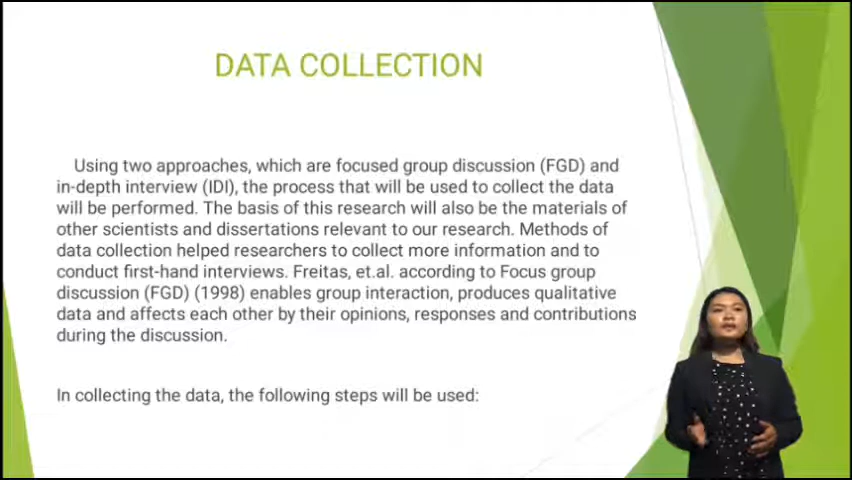 DATA COLLECTION
Using two approaches, which are focused group discussion (FGD) and
in-depth interview (IDI), the process that will be used to collect the data
will be performed. The basis of this research will also be the materials of
other scientists and dissertations relevant to our research. Methods of
data collection helped researchers to collect more information and to
conduct first-hand interviews. Freitas, et.al. according to Focus group
discussion (FGD) (1998) enables group interaction, produces qualitative
data and affects each other by their opinions, responses and contributions
during the discussion.
In collecting the data, the following steps will be used: